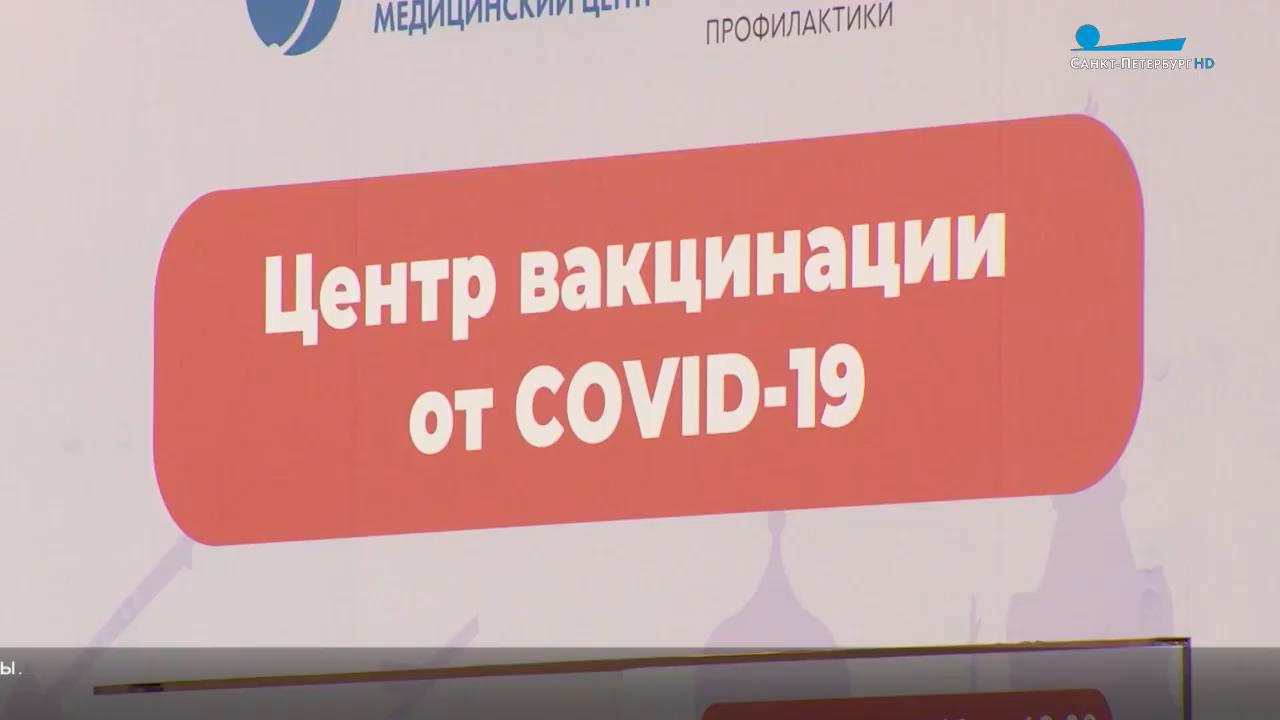 МЕДИЦИНСКИЙ ЦЕНТ
ПРОФИЛАКТИКИ
САНКТ-ПЕТЕРБУРГ HD
Центр вакцинации
от COVID-19
ы.